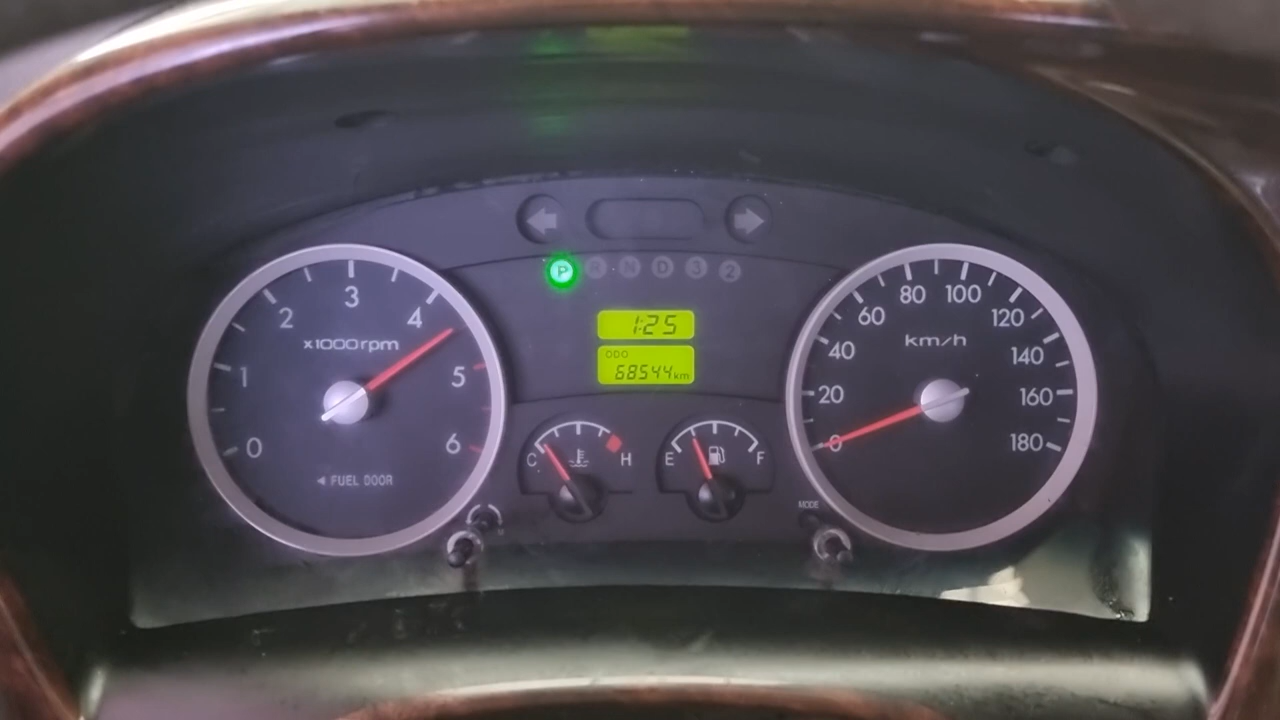 P R N D 3 2
0 1 2 3 4 5 6
x1000rpm
◄ FUEL DOOR
1:25
ODO
68544km
C H
E F
0 20 40 60 80 100 120 140 160 180
km/h
MODE